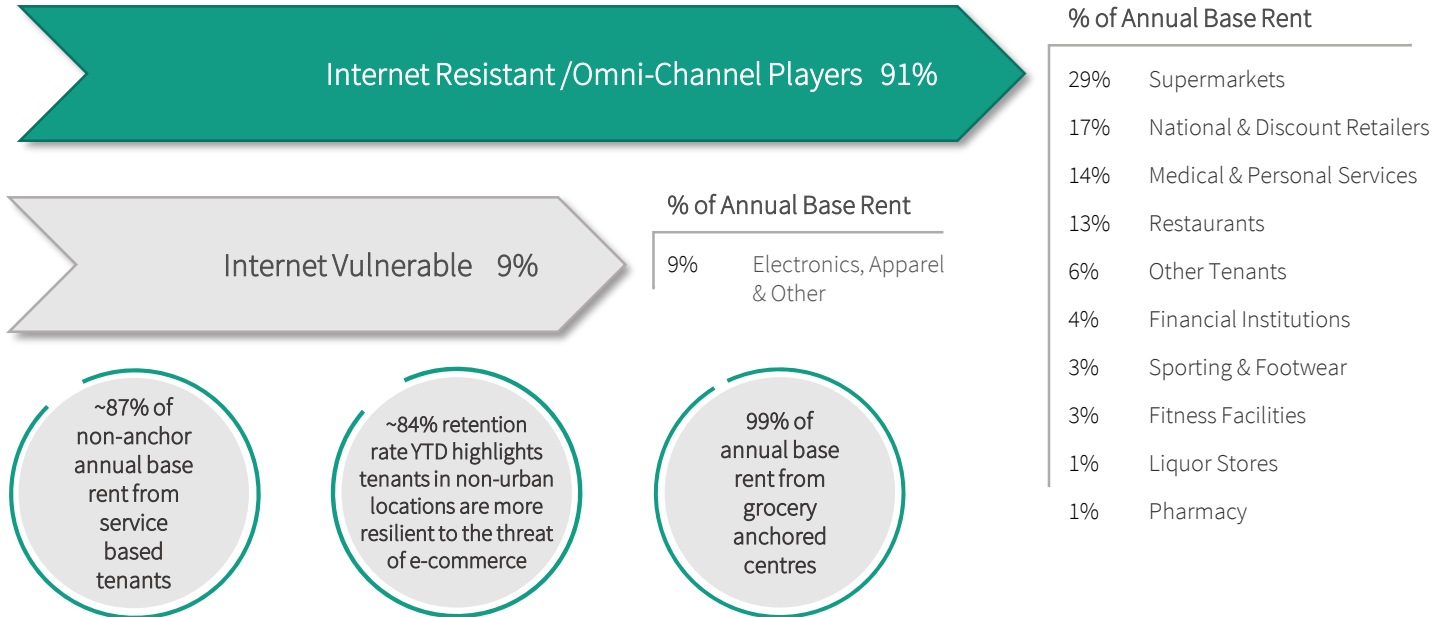 Internet Resistant /Omni-Channel Players 91%
% of Annual Base Rent
29% Supermarkets
17% National & Discount Retailers
14% Medical & Personal Services
13% Restaurants
6% Other Tenants
4% Financial Institutions
3% Sporting & Footwear
3% Fitness Facilities
1% Liquor Stores
1% Pharmacy
Internet Vulnerable 9%
% of Annual Base Rent
9% Electronics, Apparel
& Other
~87% of
non-anchor
annual base
rent from
service
based
tenants
~84% retention
rate YTD highlights
tenants in non-urban
locations are more
resilient to the threat
of e-commerce
99% of
annual base
rent from
grocery
anchored
centres